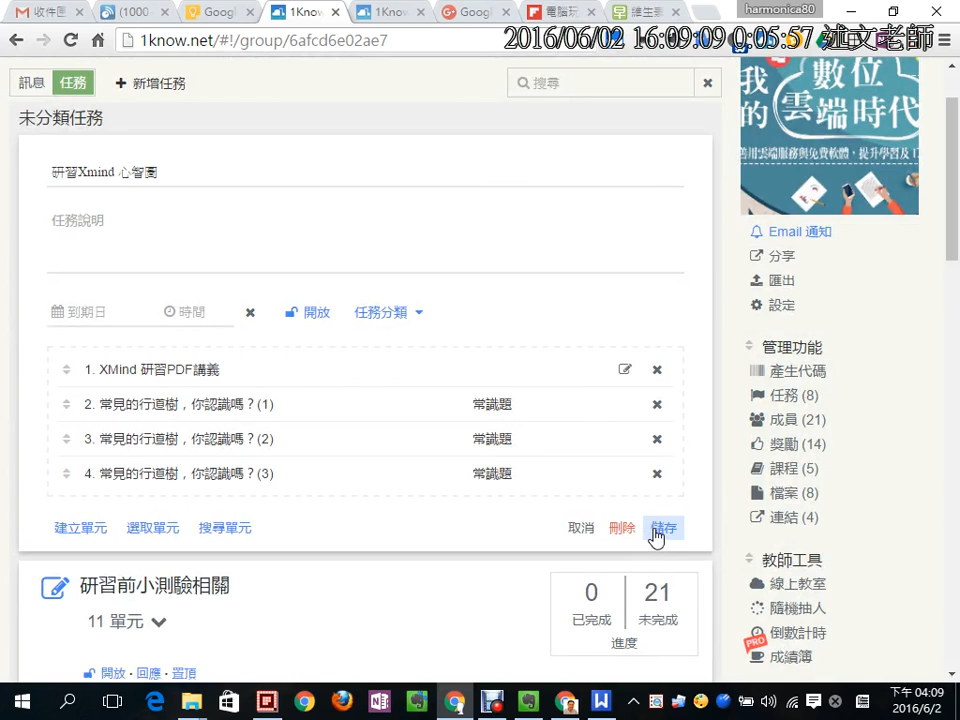 收件匣
(1000
Googl
1Know
1Know
Googl
電腦玩
維生素
harmonica80
1know.net/#!/group/6afcd6e02ae7
2016/06/02 16:09:09 0:05:57 述文老師
訊息 任務 新增任務
搜尋
未分類任務
研習Xmind 心智圖
任務說明
到期日 時間 開放 任務分類
1. XMind 研習PDF講義
2. 常見的行道樹，你認識嗎？(1) 常識題
3. 常見的行道樹，你認識嗎？(2) 常識題
4. 常見的行道樹，你認識嗎？(3) 常識題
建立單元 選取單元 搜尋單元 取消 刪除 儲存
研習前小測驗相關
11 單元
開放・回應・置頂
0 21
已完成 未完成
進度
我的
數位
雲端時代
善用雲端服務與免費軟體，提升學習及
Email 通知
分享
匯出
設定
管理功能
產生代碼
任務 (8)
成員 (21)
獎勵 (14)
課程 (5)
檔案 (8)
連結 (4)
教師工具
線上教室
隨機抽人
倒數計時
PRO
成績簿
下午 04:09
2016/6/2